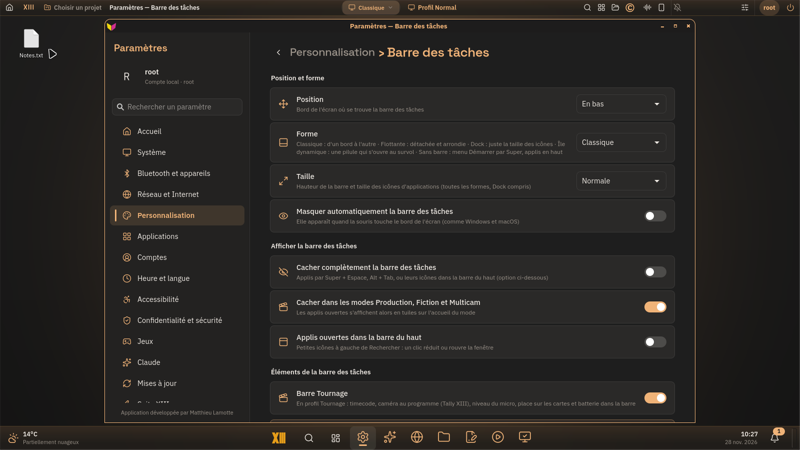 XIII Choisir un projet Paramètres — Barre des tâches Classique Profil Normal root
Paramètres — Barre des tâches
Notes.txt
Paramètres
R root
Compte local · root
Rechercher un paramètre
Accueil
Système
Bluetooth et appareils
Réseau et Internet
Personnalisation
Applications
Comptes
Heure et langue
Accessibilité
Confidentialité et sécurité
Jeux
Claude
Mises à jour
Application développée par Matthieu Lamotte
Personnalisation > Barre des tâches
Position et forme
Position
Bord de l'écran où se trouve la barre des tâches
En bas
Forme
Classique : d'un bord à l'autre · Flottante : détachée et arrondie · Dock : juste la taille des icônes · Île
dynamique : une pilule qui s'ouvre au survol · Sans barre : menu Démarrer par Super, applis en haut
Classique
Taille
Hauteur de la barre et taille des icônes d'applications (toutes les formes, Dock compris)
Normale
Masquer automatiquement la barre des tâches
Elle apparaît quand la souris touche le bord de l'écran (comme Windows et macOS)
Afficher la barre des tâches
Cacher complètement la barre des tâches
Applis par Super + Espace, Alt + Tab, ou leurs icônes dans la barre du haut (option ci-dessous)
Cacher dans les modes Production, Fiction et Multicam
Les applis ouvertes s'affichent alors en tuiles sur l'accueil du mode
Applis ouvertes dans la barre du haut
Petites icônes à gauche de Rechercher : un clic réduit ou rouvre la fenêtre
Éléments de la barre des tâches
Barre Tournage
En profil Tournage : timecode, caméra au programme (Tally XIII), niveau du micro, place sur les cartes et batterie dans la barre
14°C
Partiellement nuageux
XIII
10:27
28 nov. 2026
1